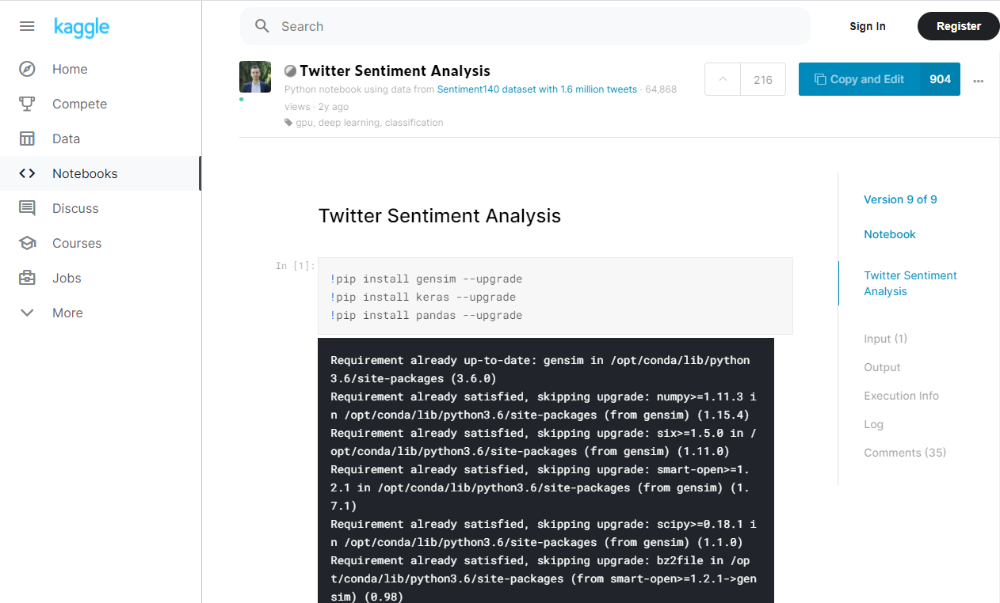 kaggle
Search
Sign In
Register
Home
Compete
Data
Notebooks
Discuss
Courses
Jobs
More
Twitter Sentiment Analysis
Python notebook using data from Sentiment140 dataset with 1.6 million tweets · 64,868
views · 2y ago
gpu, deep learning, classification
216
Copy and Edit
904
Twitter Sentiment Analysis
In [1]:
!pip install gensim --upgrade
!pip install keras --upgrade
!pip install pandas --upgrade
Requirement already up-to-date: gensim in /opt/conda/lib/python
3.6/site-packages (3.6.0)
Requirement already satisfied, skipping upgrade: numpy>=1.11.3 i
n /opt/conda/lib/python3.6/site-packages (from gensim) (1.15.4)
Requirement already satisfied, skipping upgrade: six>=1.5.0 in /
opt/conda/lib/python3.6/site-packages (from gensim) (1.11.0)
Requirement already satisfied, skipping upgrade: smart-open>=1.
2.1 in /opt/conda/lib/python3.6/site-packages (from gensim) (1.
7.1)
Requirement already satisfied, skipping upgrade: scipy>=0.18.1 i
n /opt/conda/lib/python3.6/site-packages (from gensim) (1.1.0)
Requirement already satisfied, skipping upgrade: bz2file in /op
t/conda/lib/python3.6/site-packages (from smart-open>=1.2.1->gen
sim) (0.98)
Version 9 of 9
Notebook
Twitter Sentiment
Analysis
Input (1)
Output
Execution Info
Log
Comments (35)